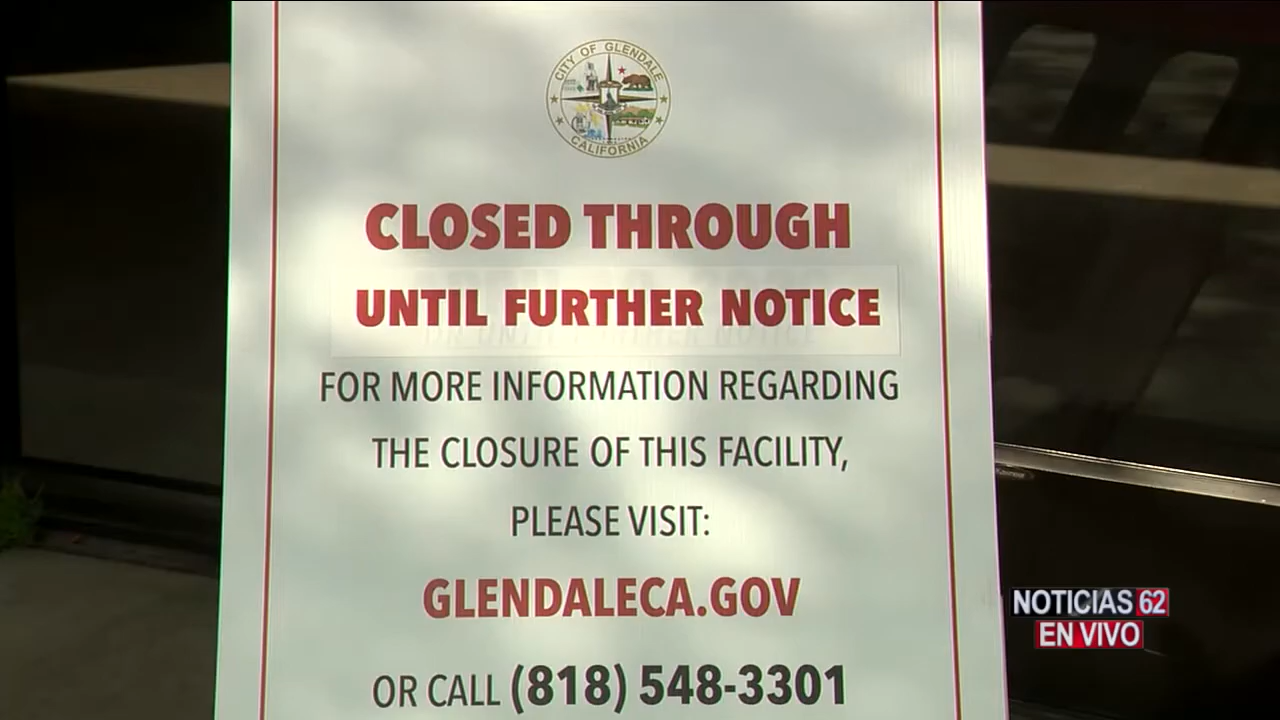 CITY OF GLENDALE
CALIFORNIA
CLOSED THROUGH
UNTIL FURTHER NOTICE
FOR MORE INFORMATION REGARDING
THE CLOSURE OF THIS FACILITY,
PLEASE VISIT:
GLENDALECA.GOV
OR CALL (818) 548-3301
NOTICIAS 62
EN VIVO